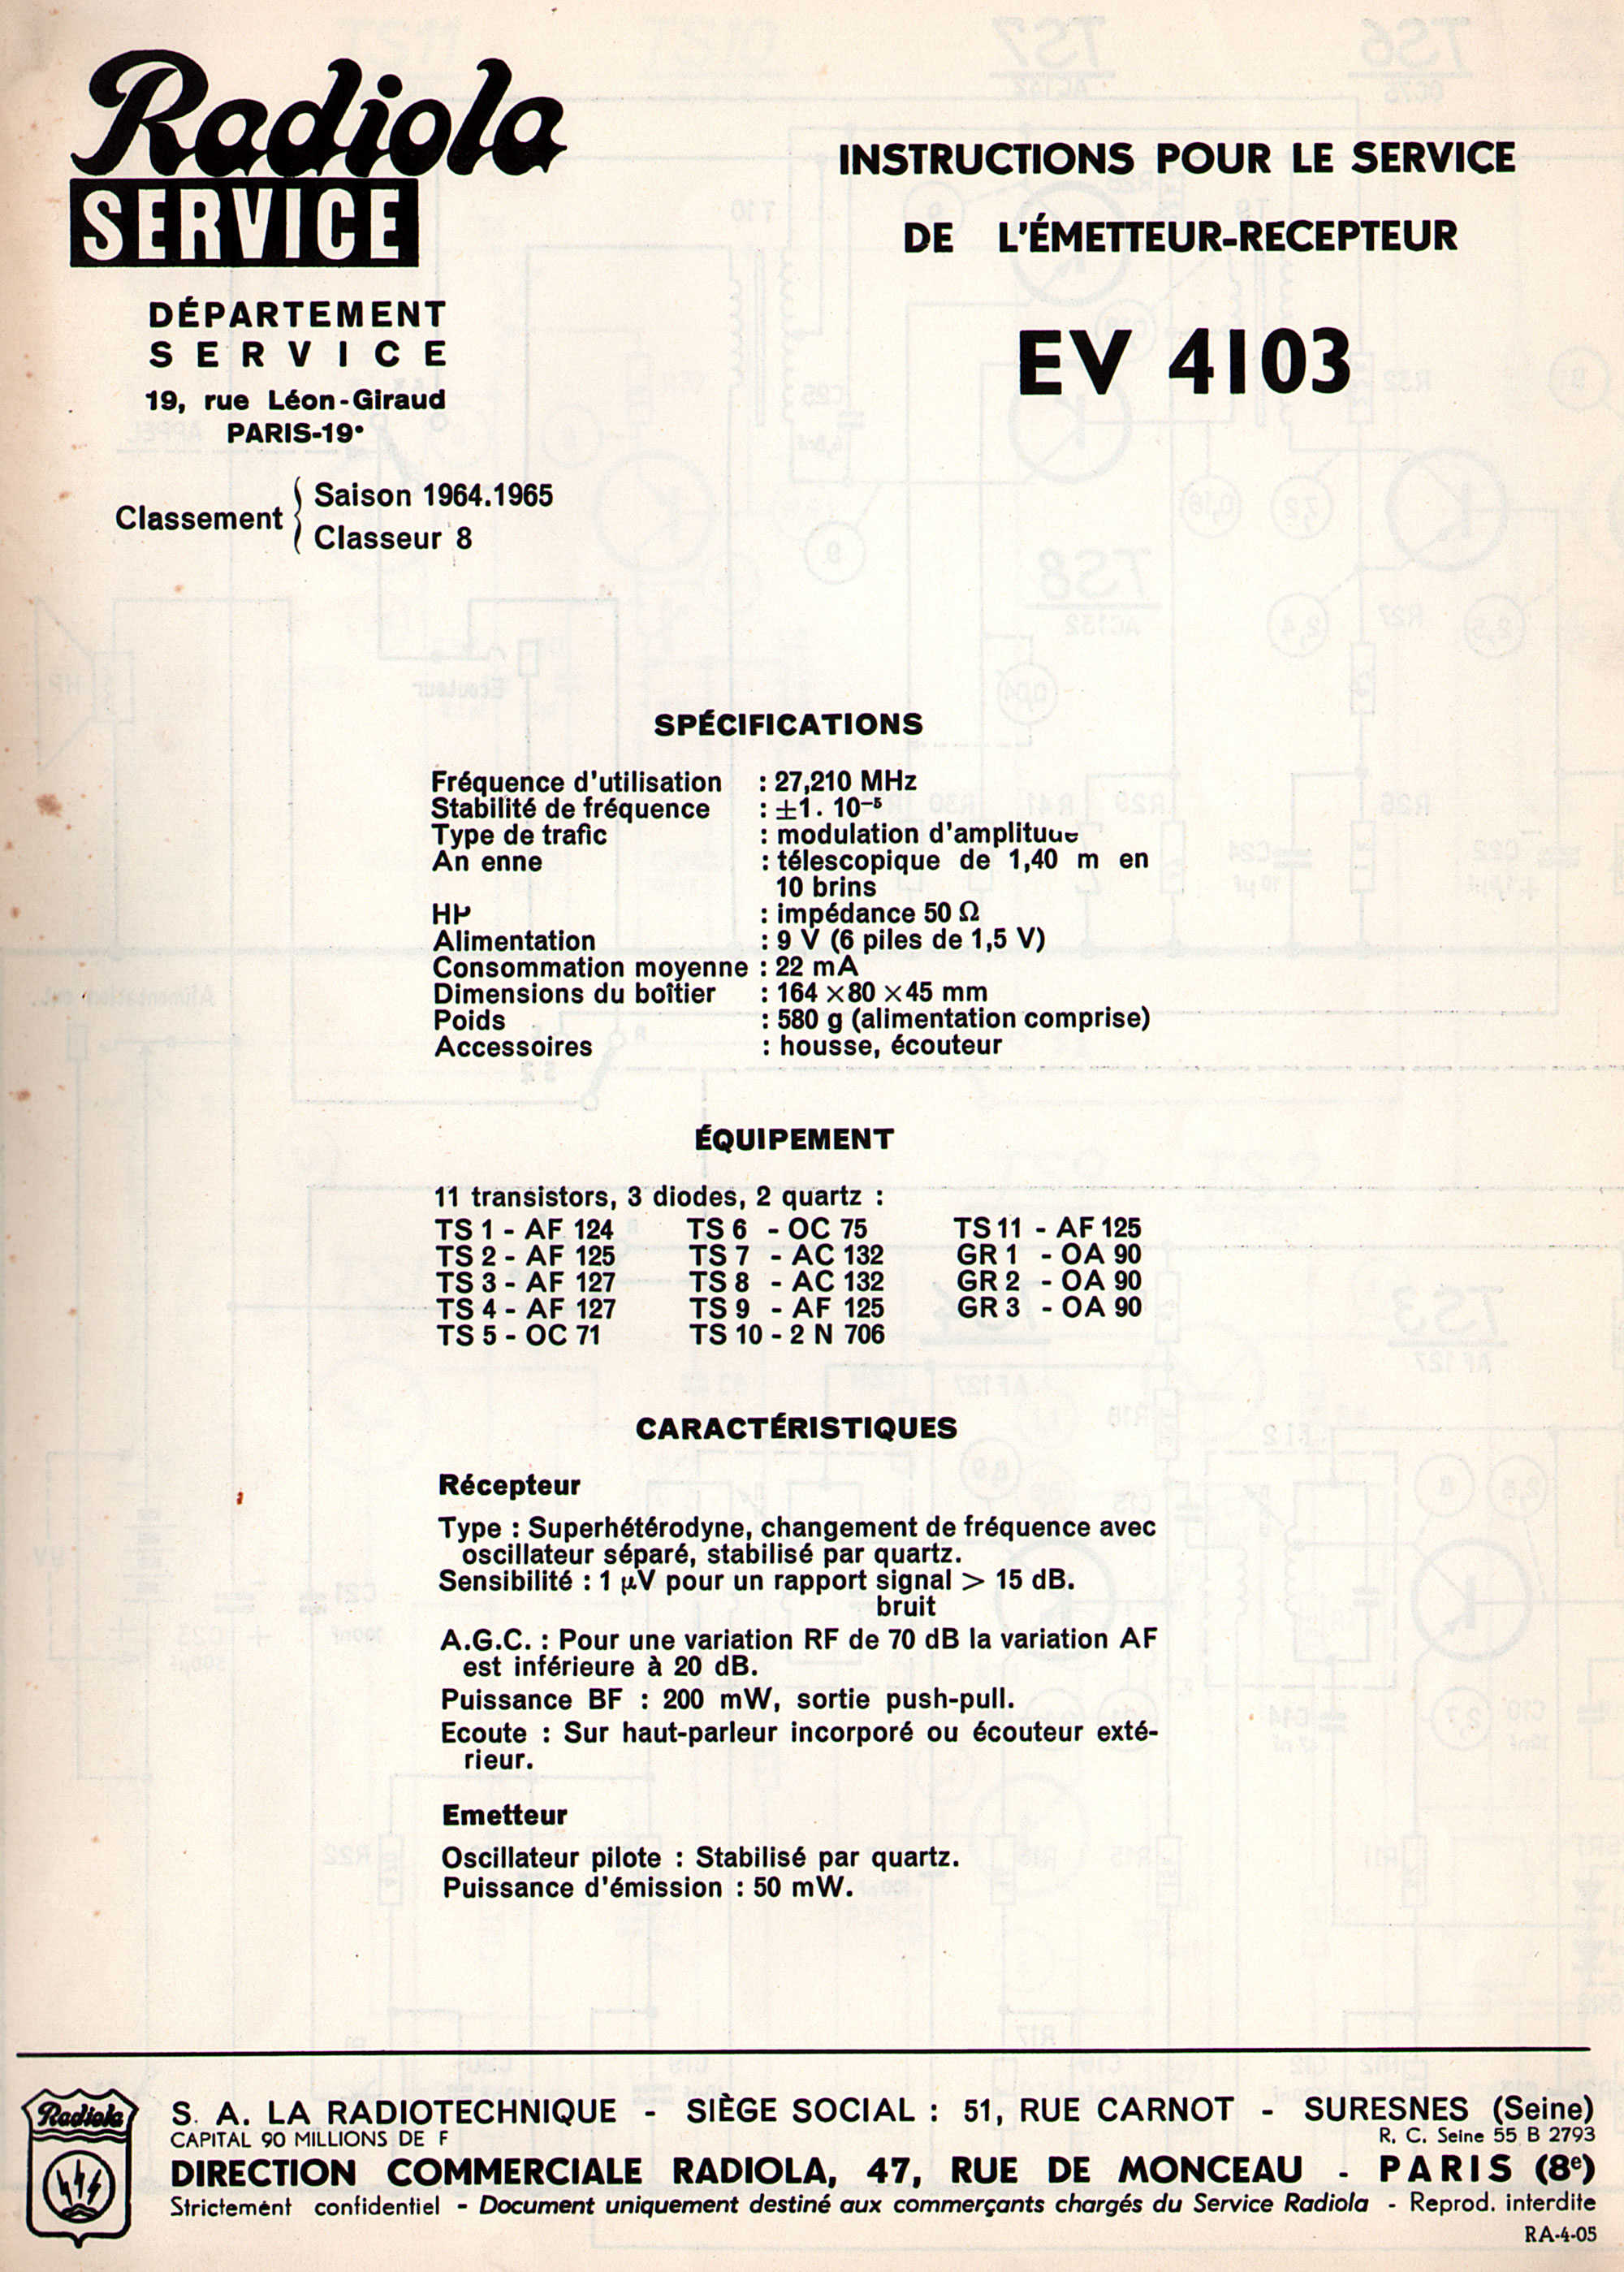 Radiola
SERVICE
DÉPARTEMENT
SERVICE
19, rue Léon-Giraud
PARIS-19e
Classement { Saison 1964.1965
Classeur 8
INSTRUCTIONS POUR LE SERVICE
DE L'ÉMETTEUR-RECEPTEUR
EV 4103
SPÉCIFICATIONS
Fréquence d'utilisation : 27,210 MHz
Stabilité de fréquence : ±1. 10⁻⁵
Type de trafic : modulation d'amplitude
An enne : télescopique de 1,40 m en
10 brins
HP : impédance 50 Ω
Alimentation : 9 V (6 piles de 1,5 V)
Consommation moyenne : 22 mA
Dimensions du boîtier : 164 ×80 ×45 mm
Poids : 580 g (alimentation comprise)
Accessoires : housse, écouteur
ÉQUIPEMENT
11 transistors, 3 diodes, 2 quartz :
TS 1 - AF 124 TS 6 - OC 75 TS 11 - AF 125
TS 2 - AF 125 TS 7 - AC 132 GR 1 - OA 90
TS 3 - AF 127 TS 8 - AC 132 GR 2 - OA 90
TS 4 - AF 127 TS 9 - AF 125 GR 3 - OA 90
TS 5 - OC 71 TS 10 - 2 N 706
CARACTÉRISTIQUES
Récepteur
Type : Superhétérodyne, changement de fréquence avec
oscillateur séparé, stabilisé par quartz.
Sensibilité : 1 µV pour un rapport signal > 15 dB.
bruit
A.G.C. : Pour une variation RF de 70 dB la variation AF
est inférieure à 20 dB.
Puissance BF : 200 mW, sortie push-pull.
Ecoute : Sur haut-parleur incorporé ou écouteur exté-
rieur.
Emetteur
Oscillateur pilote : Stabilisé par quartz.
Puissance d'émission : 50 mW.
Radiola
S. A. LA RADIOTECHNIQUE - SIÈGE SOCIAL : 51, RUE CARNOT - SURESNES (Seine)
CAPITAL 90 MILLIONS DE F R. C. Seine 55 B 2793
DIRECTION COMMERCIALE RADIOLA, 47, RUE DE MONCEAU - PARIS (8e)
Strictement confidentiel - Document uniquement destiné aux commerçants chargés du Service Radiola - Reprod. interdite
RA-4-05